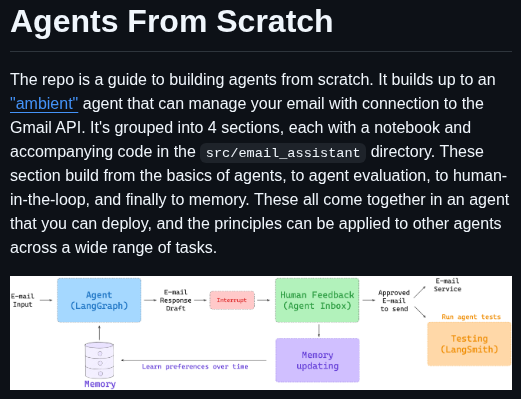 Agents From Scratch
The repo is a guide to building agents from scratch. It builds up to an
"ambient" agent that can manage your email with connection to the
Gmail API. It's grouped into 4 sections, each with a notebook and
accompanying code in the src/email_assistant directory. These
section build from the basics of agents, to agent evaluation, to human-
in-the-loop, and finally to memory. These all come together in an agent
that you can deploy, and the principles can be applied to other agents
across a wide range of tasks.
E-mail
Input
Agent
(LangGraph)
E-mail
Response
Draft
Interrupt
Human Feedback
(Agent Inbox)
Approved
E-mail
to send
E-mail
Service
Run agent tests
Testing
(LangSmith)
Memory
updating
Learn preferences over time
Memory